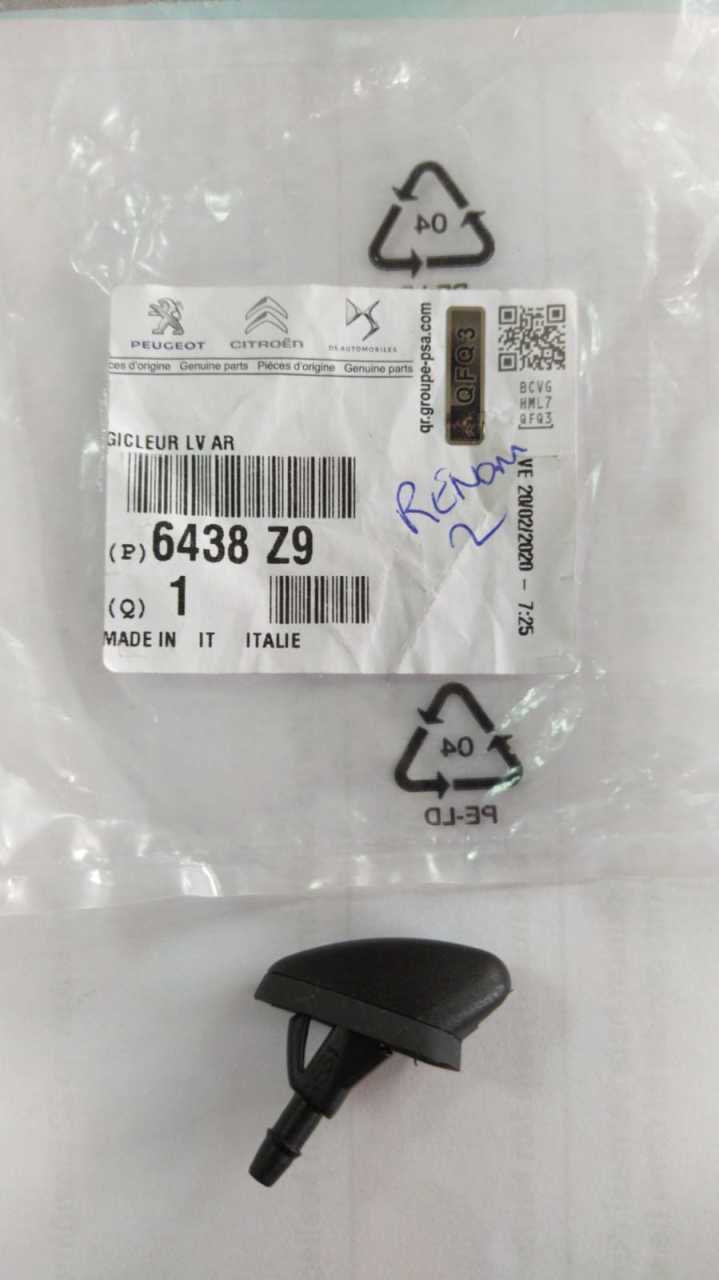 04
PEUGEOT
CITROËN
DS AUTOMOBILES
ces d'origine Genuine parts Pièces d'origine Genuine parts
qr.groupe-psa.com
QFQ3
BCVG
HML7
QFQ3
GICLEUR LV AR
(P) 6438 Z9
(Q) 1
MADE IN IT ITALIE
RENOM
2
VE 20/02/2020 - 7:25
04
PE-LD